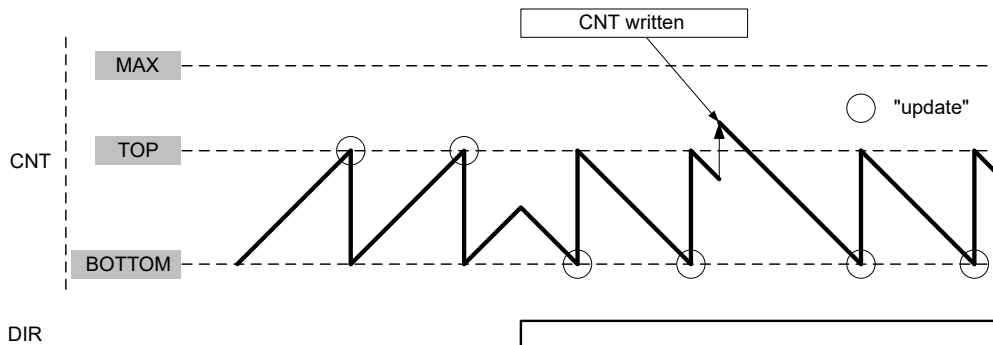 CNT written
MAX
"update"
TOP
CNT
BOTTOM
DIR